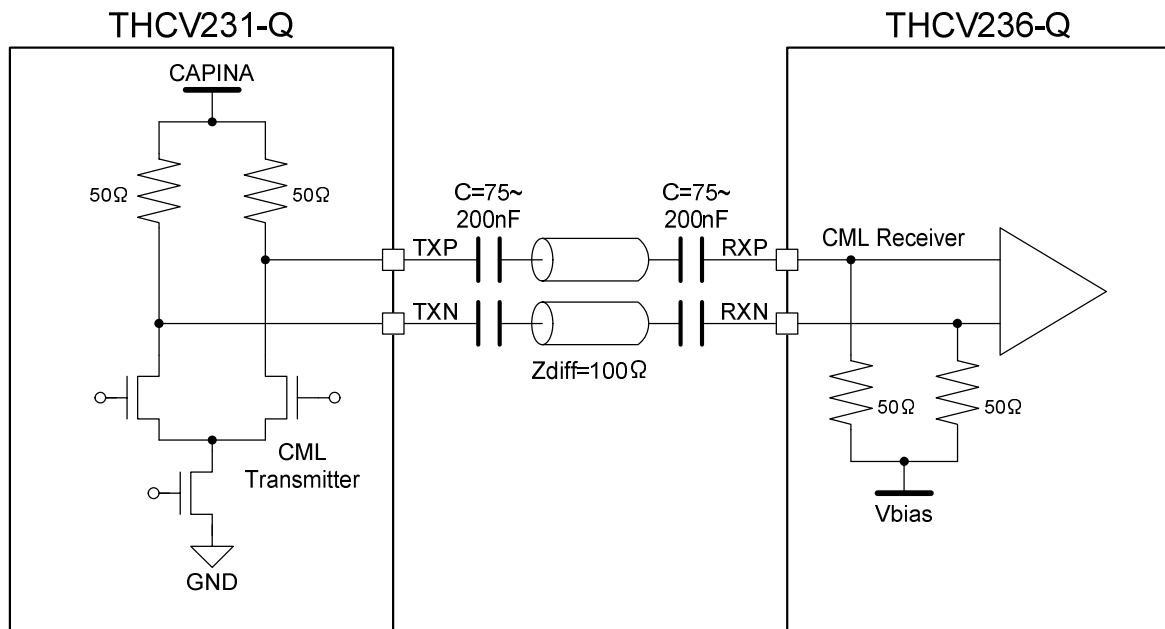 THCV231-Q
THCV236-Q
CAPINA
50Ω
50Ω
C=75~
200nF
C=75~
200nF
TXP
RXP
CML Receiver
TXN
RXN
Zdiff=100Ω
50Ω
50Ω
CML
Transmitter
Vbias
GND